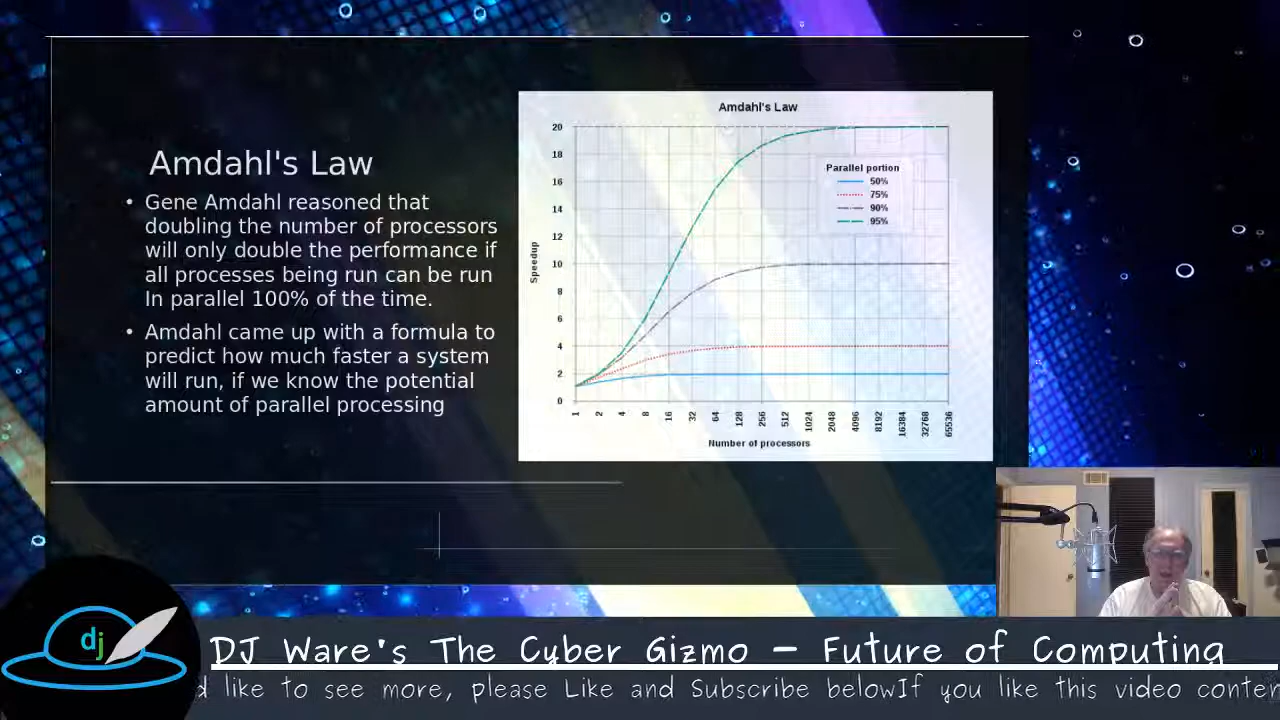 Amdahl's Law
• Gene Amdahl reasoned that
doubling the number of processors
will only double the performance if
all processes being run can be run
In parallel 100% of the time.
• Amdahl came up with a formula to
predict how much faster a system
will run, if we know the potential
amount of parallel processing
Amdahl's Law
20
18
16
14
12
10
8
6
4
2
0
Speedup
Parallel portion
50%
75%
90%
95%
1 2 4 8 16 32 64 128 256 512 1024 2048 4096 8192 16384 32768 65536
Number of processors
dj
DJ Ware's The Cyber Gizmo – Future of Computing
d like to see more, please Like and Subscribe belowIf you like this video conten